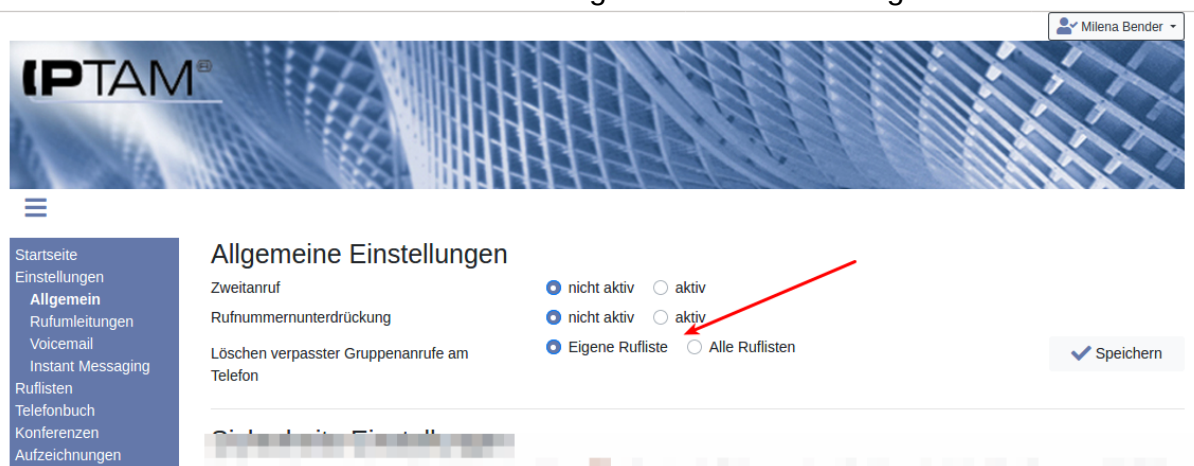 Milena Bender
IPTAM®
Startseite
Einstellungen
Allgemein
Rufumleitungen
Voicemail
Instant Messaging
Ruflisten
Telefonbuch
Konferenzen
Aufzeichnungen
Allgemeine Einstellungen
Zweitanruf nicht aktiv aktiv
Rufnummernunterdrückung nicht aktiv aktiv
Löschen verpasster Gruppenanrufe am Eigene Rufliste Alle Ruflisten
Telefon
Speichern